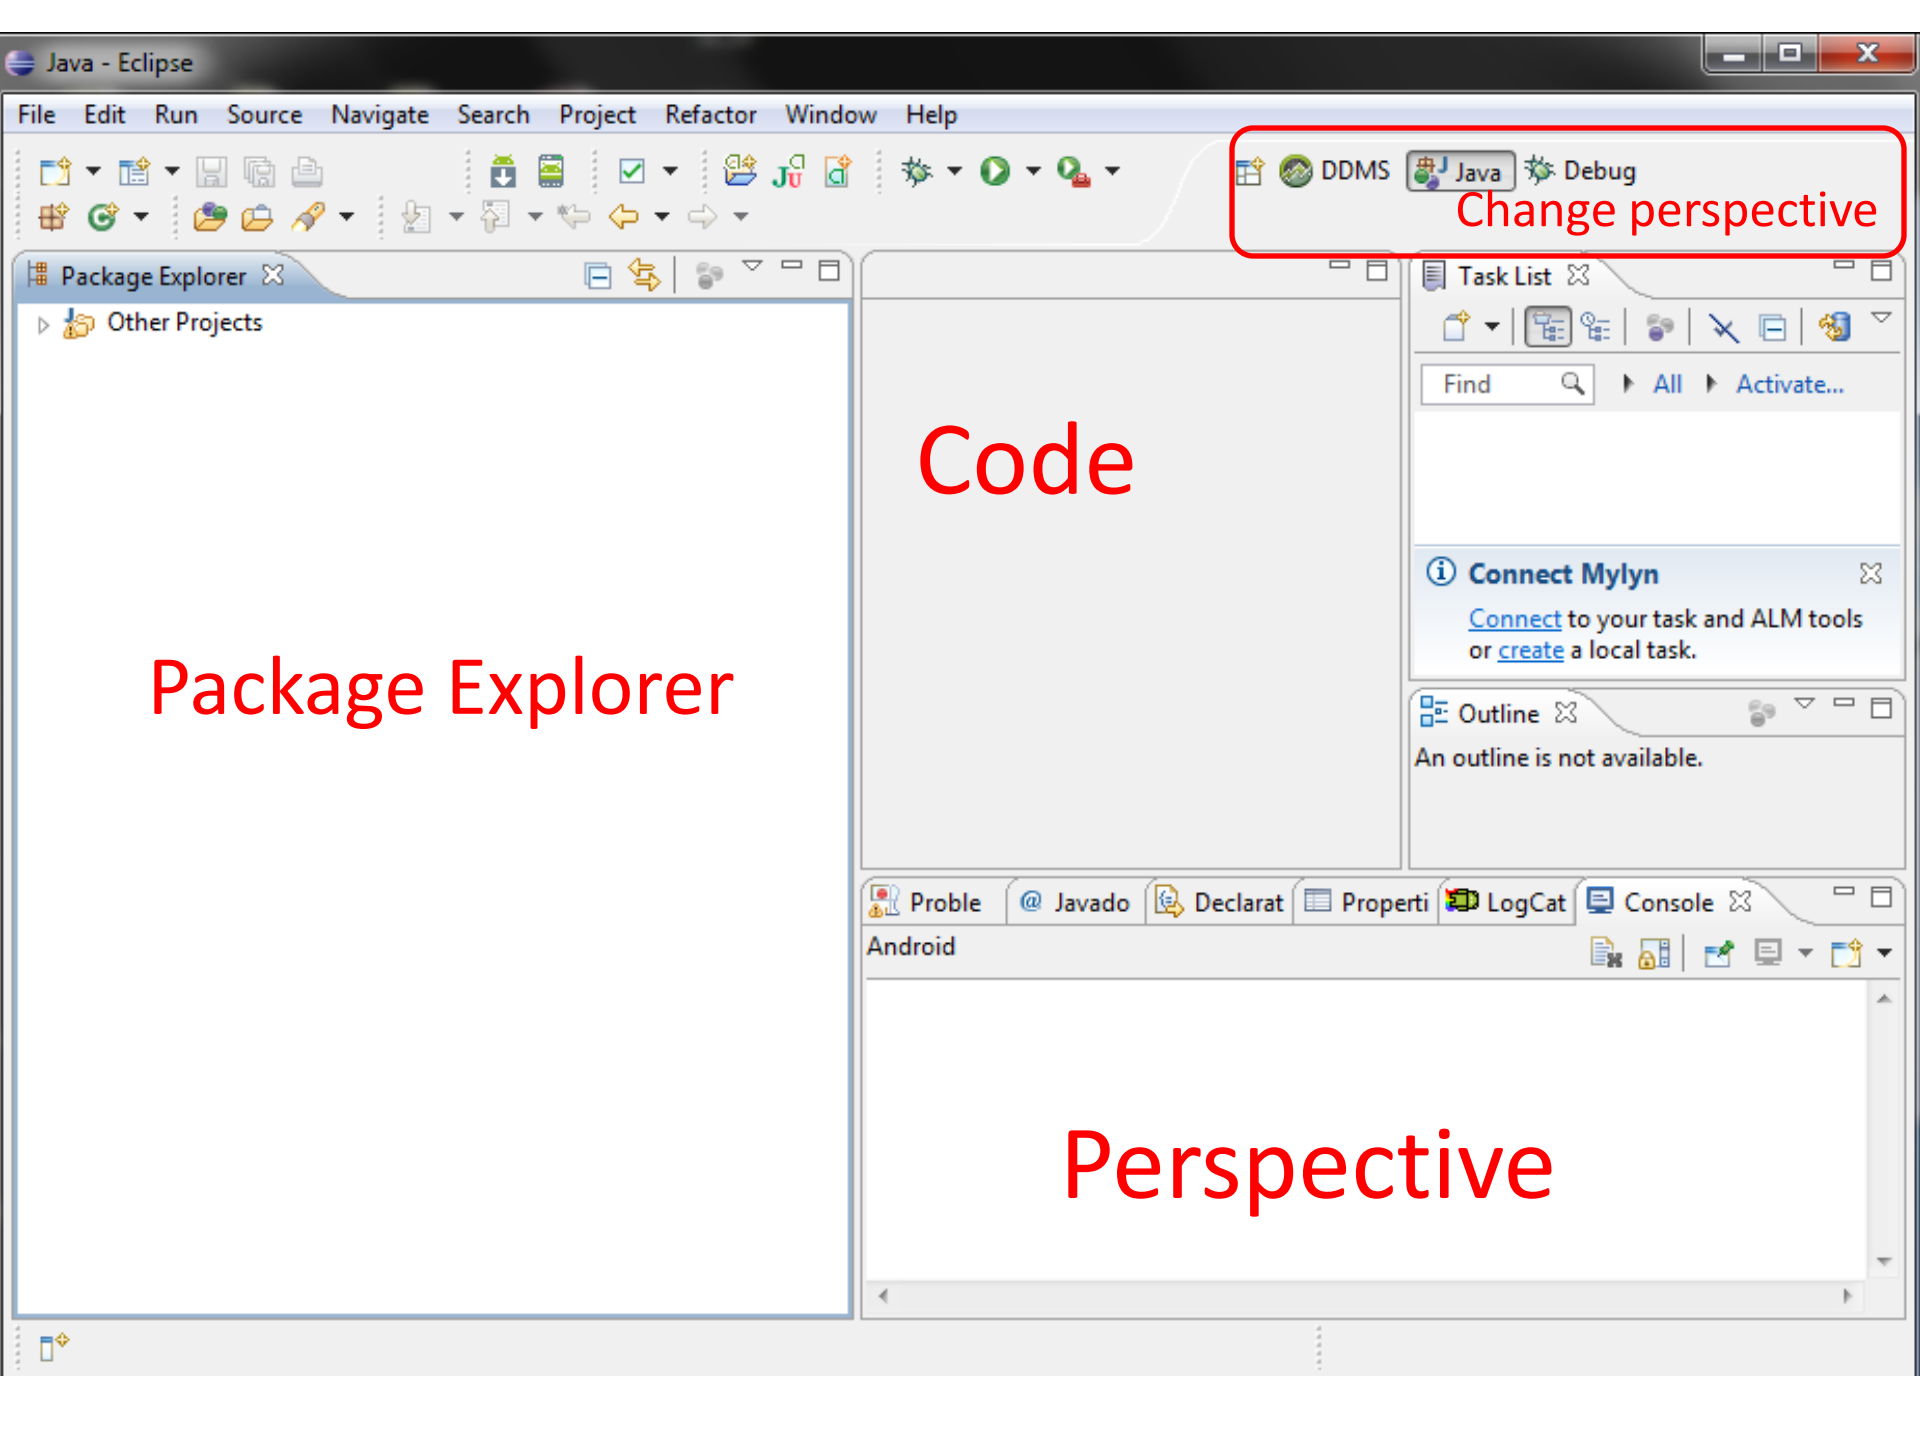 Java - Eclipse
File Edit Run Source Navigate Search Project Refactor Window Help
DDMS Java Debug
Change perspective
Package Explorer
Other Projects
Package Explorer
Code
Task List
Find All Activate...
Connect Mylyn
Connect to your task and ALM tools
or create a local task.
Outline
An outline is not available.
Proble @ Javado Declarat Properti LogCat Console
Android
Perspective